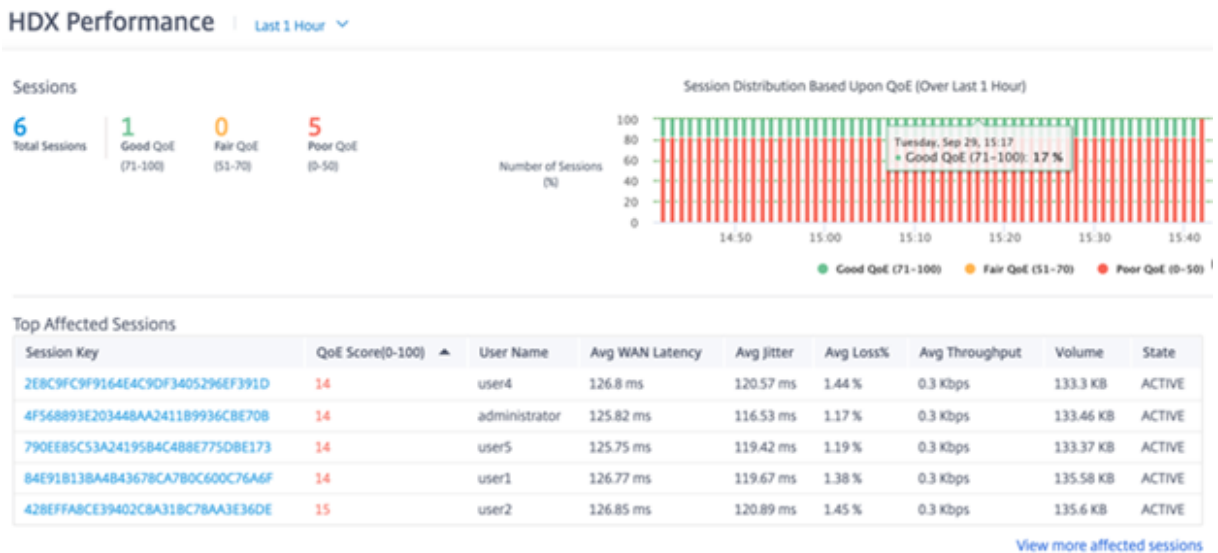 HDX Performance Last 1 Hour
Sessions
6 1 0 5
Total Sessions Good QoE Fair QoE Poor QoE
(71-100) (51-70) (0-50)
Session Distribution Based Upon QoE (Over Last 1 Hour)
Number of Sessions
(%)
100
80
60
40
20
0
Tuesday, Sep 29, 15:17
Good QoE (71-100): 17 %
14:50 15:00 15:10 15:20 15:30 15:40
Good QoE (71-100) Fair QoE (51-70) Poor QoE (0-50)
Top Affected Sessions
Session Key QoE Score(0-100) User Name Avg WAN Latency Avg Jitter Avg Loss% Avg Throughput Volume State
2E8C9FC9F9164E4C9DF3405296EF391D 14 user4 126.8 ms 120.57 ms 1.44 % 0.3 Kbps 133.3 KB ACTIVE
4F568893E203448AA2411B9936CBE70B 14 administrator 125.82 ms 116.53 ms 1.17 % 0.3 Kbps 133.46 KB ACTIVE
790EE85C53A24195B4C4B8E775DBE173 14 user5 125.75 ms 119.42 ms 1.19 % 0.3 Kbps 133.37 KB ACTIVE
84E91B13BA4B43678CA7B0C600C76A6F 14 user1 126.77 ms 119.67 ms 1.38 % 0.3 Kbps 135.58 KB ACTIVE
428EFFA8CE39402C8A31BC78AA3E36DE 15 user2 126.85 ms 120.89 ms 1.45 % 0.3 Kbps 135.6 KB ACTIVE
View more affected sessions